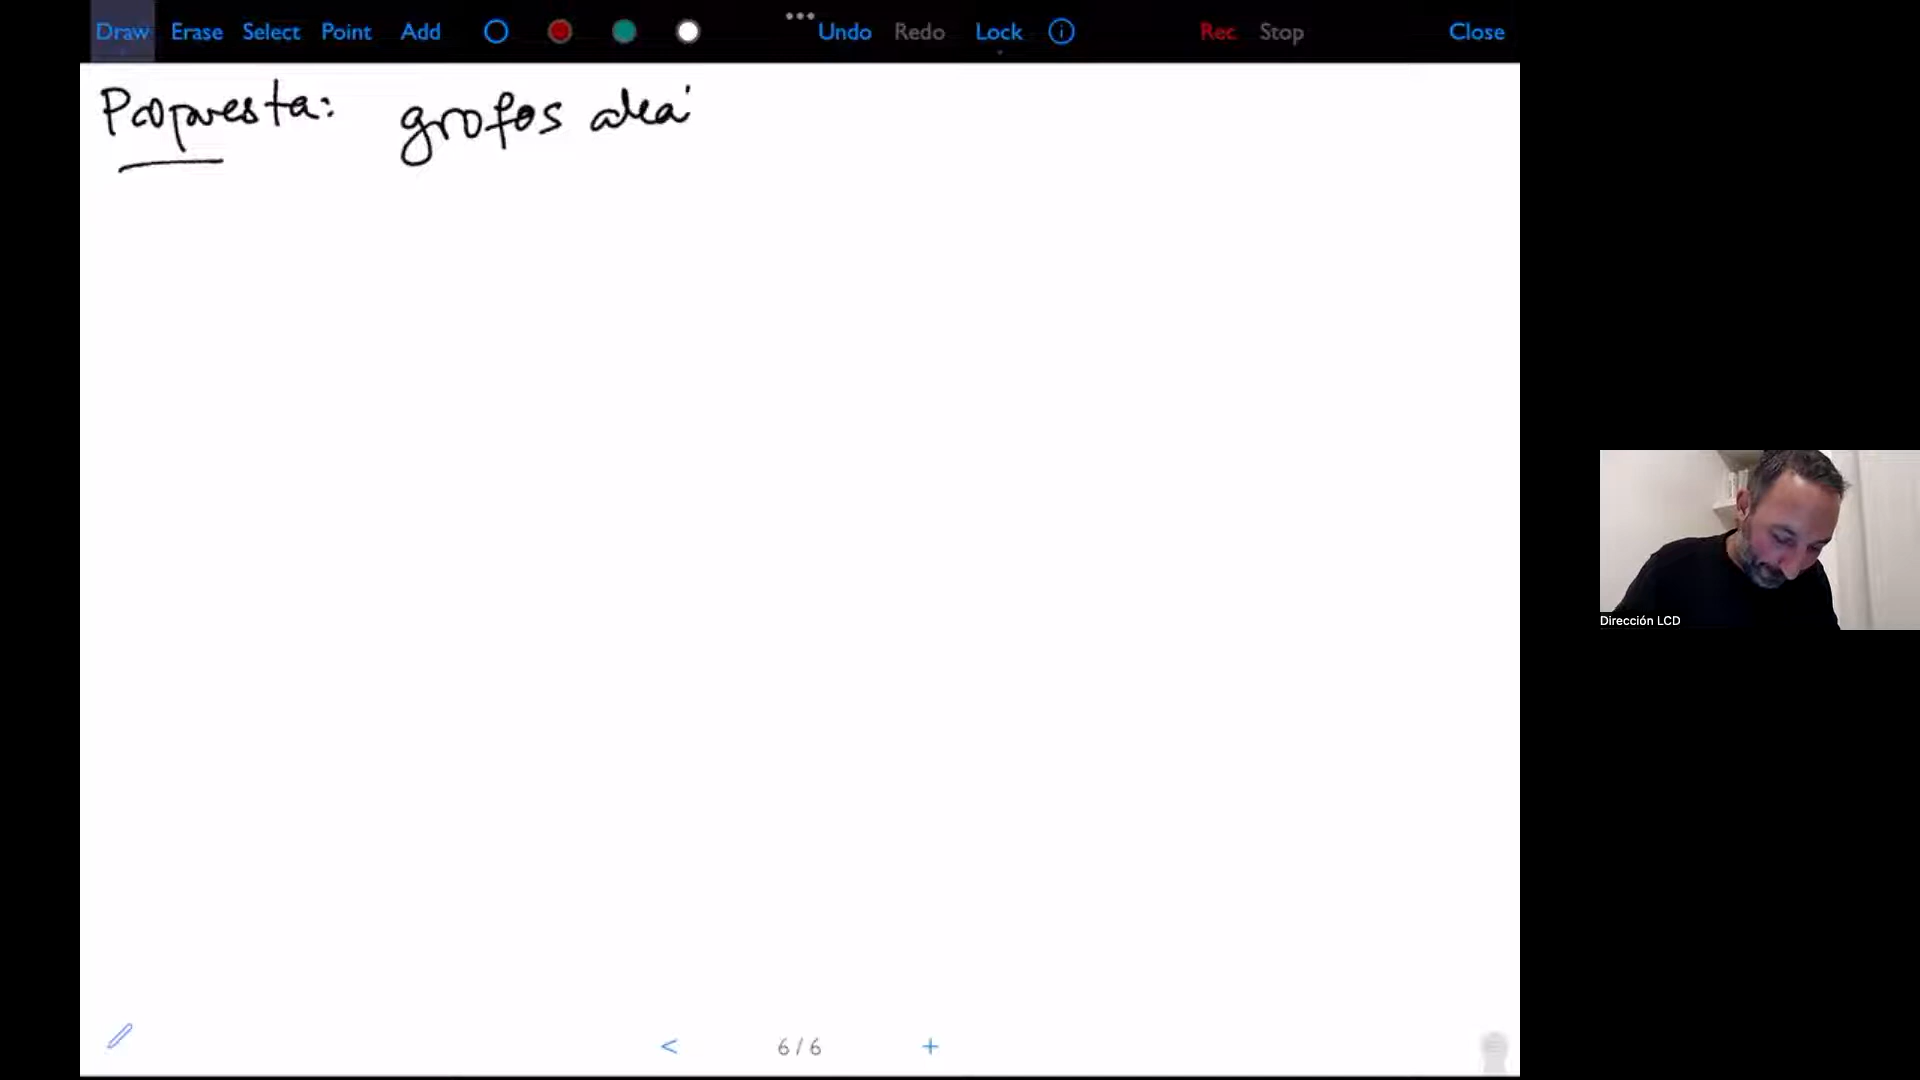 Draw Erase Select Point Add Undo Redo Lock Rec Stop Close
Propuesta: grafos alea
Dirección LCD
< 6/6 +